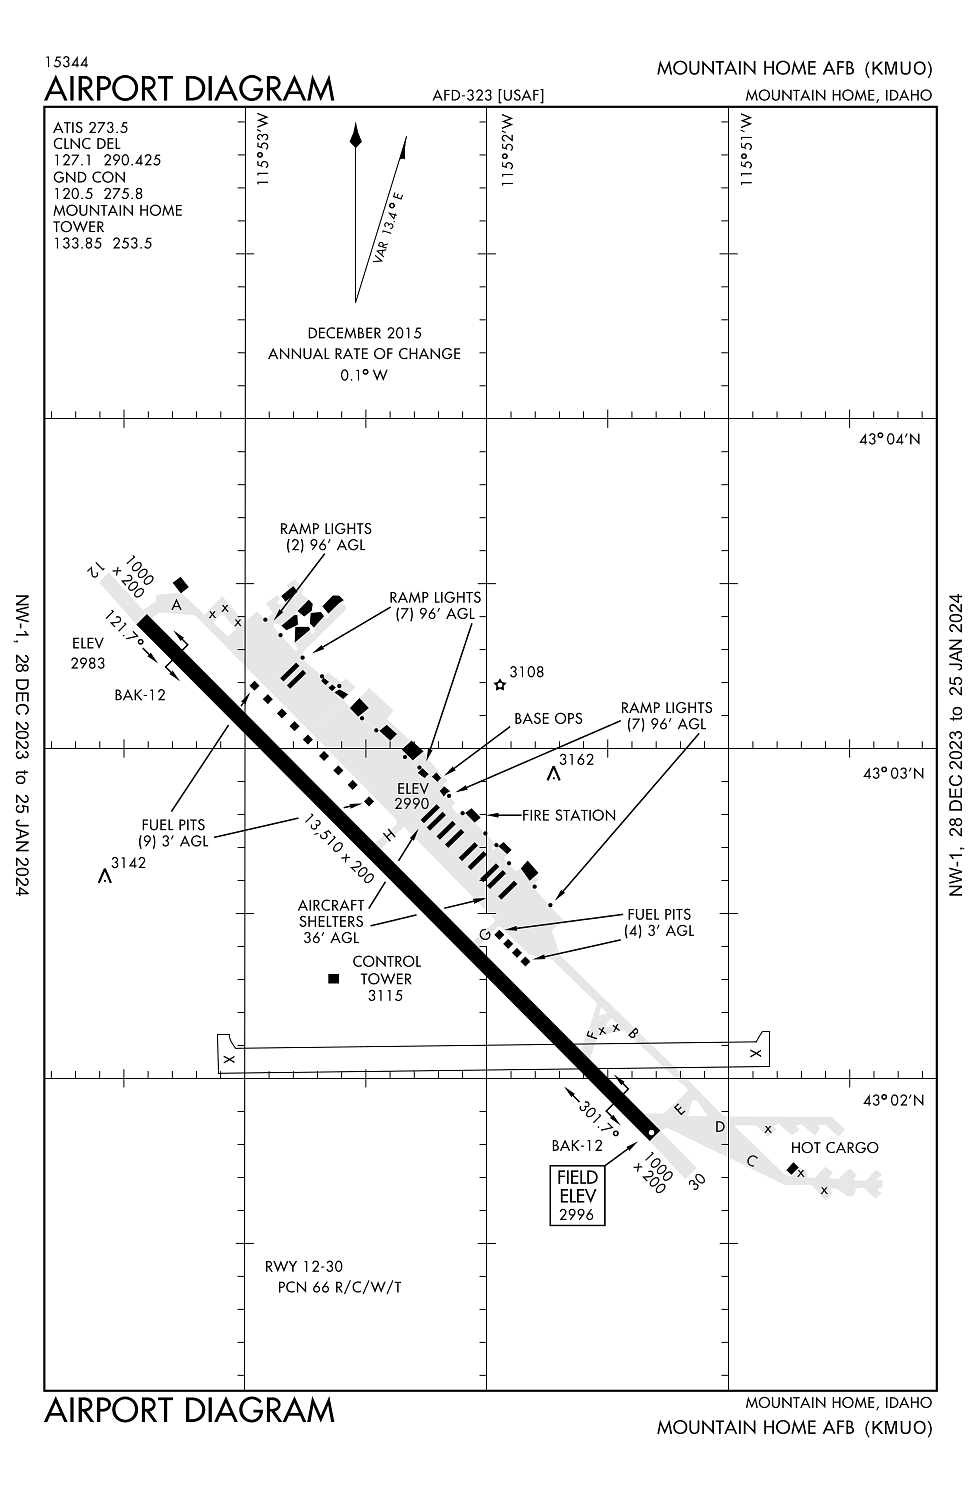 15344
AIRPORT DIAGRAM
AFD-323 [USAF]
MOUNTAIN HOME AFB (KMUO)
MOUNTAIN HOME, IDAHO
ATIS 273.5
CLNC DEL
127.1 290.425
GND CON
120.5 275.8
MOUNTAIN HOME
TOWER
133.85 253.5
115°53'W
115°52'W
115°51'W
VAR 13.4° E
DECEMBER 2015
ANNUAL RATE OF CHANGE
0.1° W
43°04'N
RAMP LIGHTS
(2) 96' AGL
12
1000
x 200
A
x
x
x
RAMP LIGHTS
(7) 96' AGL
121.7°
ELEV
2983
BAK-12
3108
BASE OPS
RAMP LIGHTS
(7) 96' AGL
3162
43°03'N
ELEV
2990
FIRE STATION
FUEL PITS
(9) 3' AGL
13,510 x 200
H
3142
AIRCRAFT
SHELTERS
36' AGL
FUEL PITS
(4) 3' AGL
G
CONTROL
TOWER
3115
F
x
x
B
X
X
43°02'N
301.7°
E
D
x
BAK-12
HOT CARGO
C
x
x
1000
x 200
30
FIELD
ELEV
2996
RWY 12-30
PCN 66 R/C/W/T
NW-1, 28 DEC 2023 to 25 JAN 2024
NW-1, 28 DEC 2023 to 25 JAN 2024
AIRPORT DIAGRAM
MOUNTAIN HOME, IDAHO
MOUNTAIN HOME AFB (KMUO)